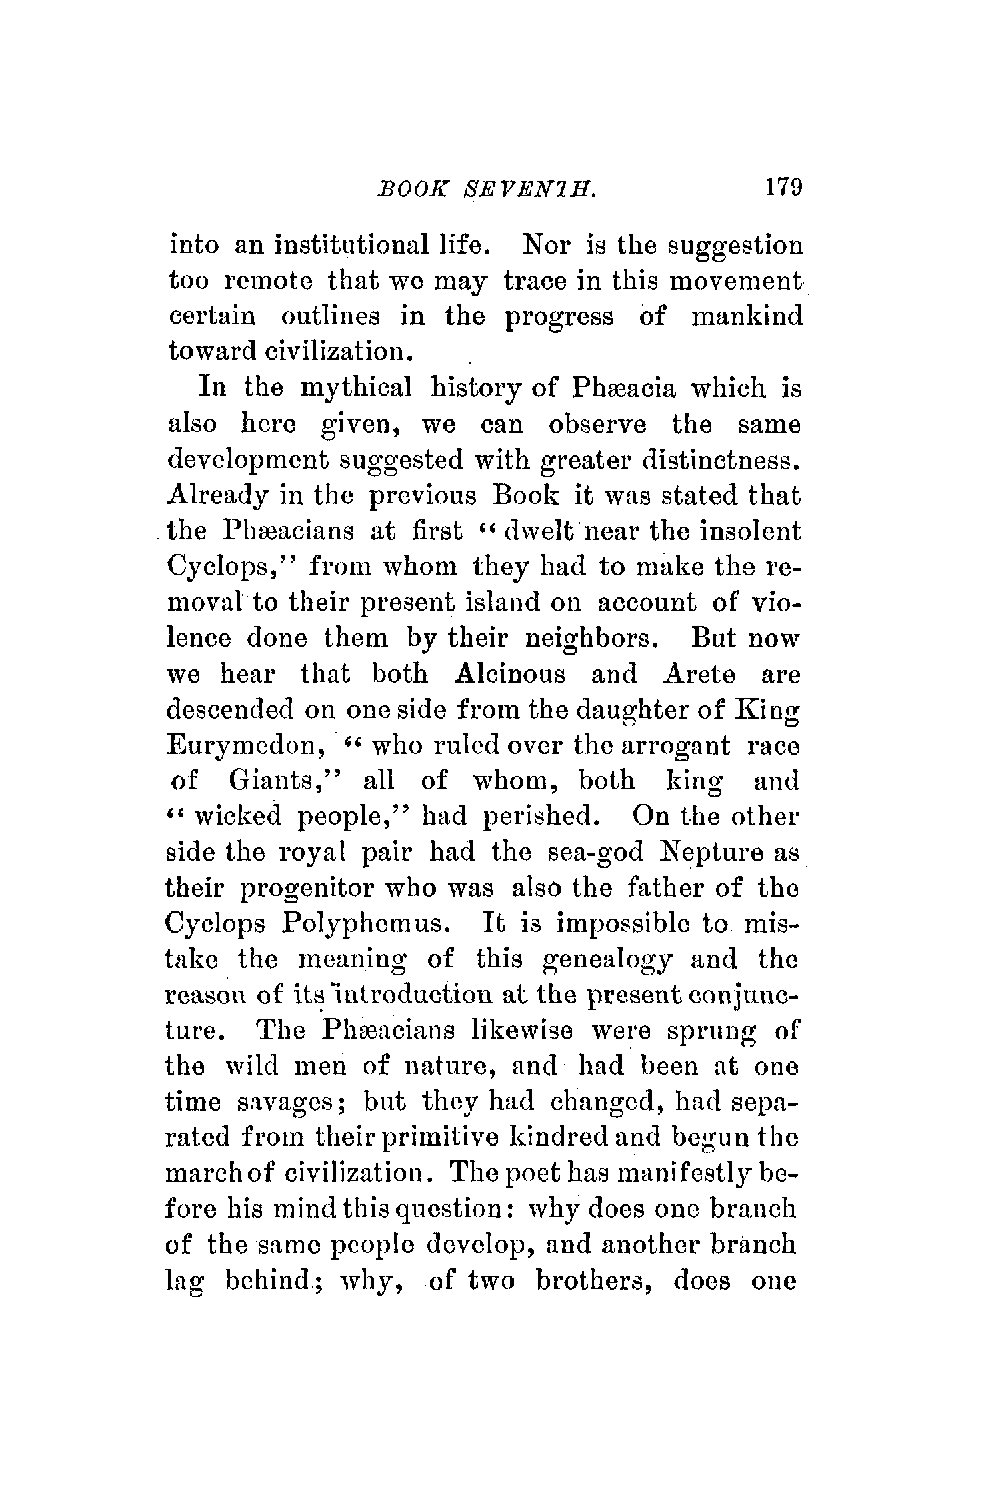 BOOK SEVENTH. 179
into an institutional life. Nor is the suggestion
too remote that we may trace in this movement
certain outlines in the progress of mankind
toward civilization.
In the mythical history of Phæacia which is
also here given, we can observe the same
development suggested with greater distinctness.
Already in the previous Book it was stated that
the Phæacians at first “ dwelt near the insolent
Cyclops,” from whom they had to make the re-
moval to their present island on account of vio-
lence done them by their neighbors. But now
we hear that both Alcinous and Arete are
descended on one side from the daughter of King
Eurymedon, “ who ruled over the arrogant race
of Giants,” all of whom, both king and
“ wicked people,” had perished. On the other
side the royal pair had the sea-god Nepture as
their progenitor who was also the father of the
Cyclops Polyphemus. It is impossible to mis-
take the meaning of this genealogy and the
reason of its introduction at the present conjunc-
ture. The Phæacians likewise were sprung of
the wild men of nature, and had been at one
time savages; but they had changed, had sepa-
rated from their primitive kindred and begun the
march of civilization. The poet has manifestly be-
fore his mind this question: why does one branch
of the same people develop, and another branch
lag behind; why, of two brothers, does one